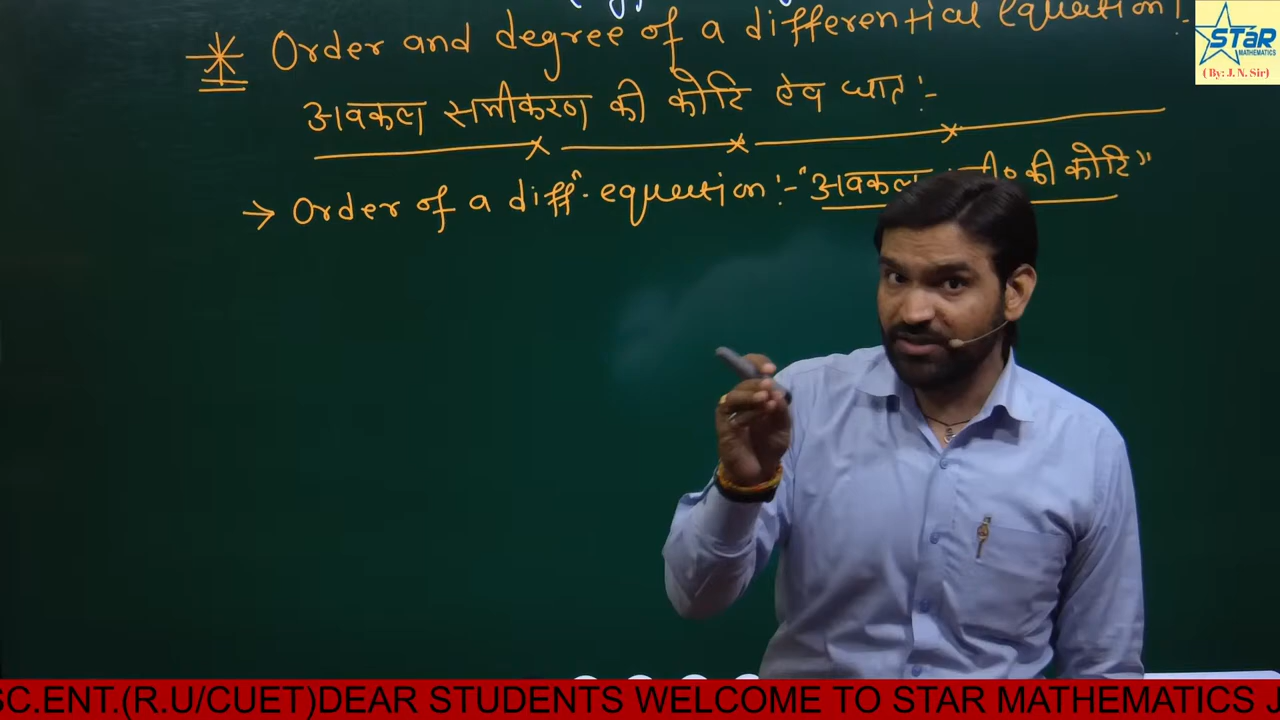 * Order and degree of a differential equation:-
अवकल समीकरण की कोटि ऐव घात :-
→ Order of a diffⁿ. equation :- "अवकल की कोटि"
STaR
MATHEMATICS
( By: J. N. Sir)
SC.ENT.(R.U/CUET)DEAR STUDENTS WELCOME TO STAR MATHEMATICS J